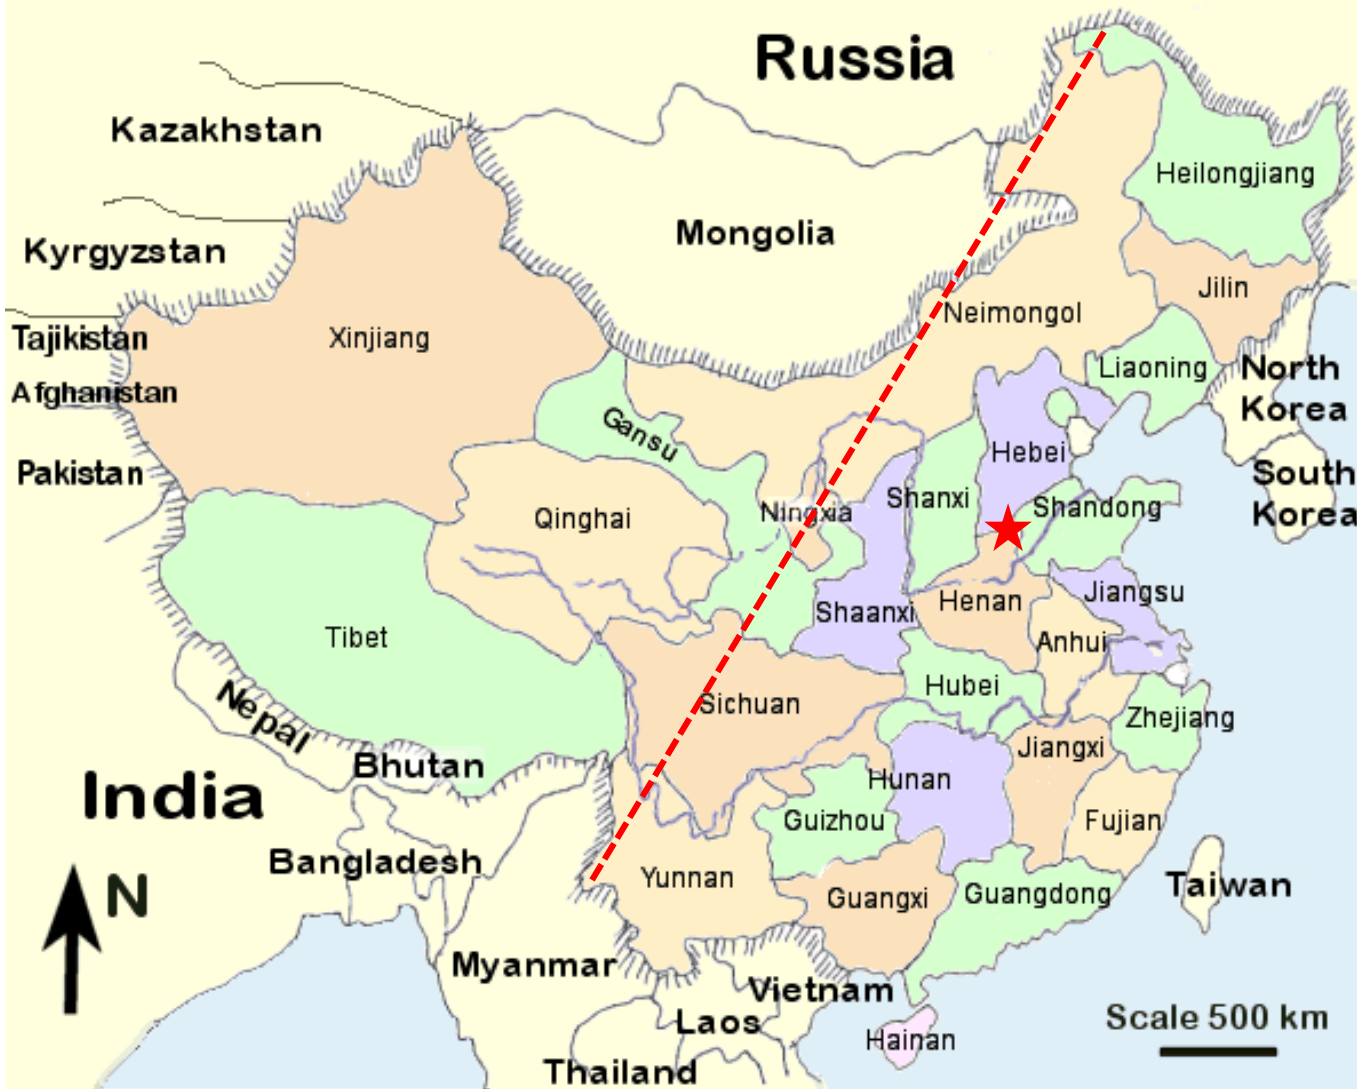 Russia
Kazakhstan
Heilongjiang
Mongolia
Kyrgyzstan
Jilin
Neimongol
Tajikistan
Xinjiang
Liaoning
North
Korea
Afghanistan
Gansu
Hebei
Pakistan
South
Korea
Shanxi
Shandong
Qinghai
Ningxia
Jiangsu
Henan
Shaanxi
Tibet
Anhui
Hubei
Nepal
Sichuan
Zhejiang
Jiangxi
Bhutan
Hunan
India
Guizhou
Fujian
Bangladesh
Yunnan
Taiwan
N
Guangxi
Guangdong
Myanmar
Vietnam
Laos
Scale 500 km
Hainan
Thailand